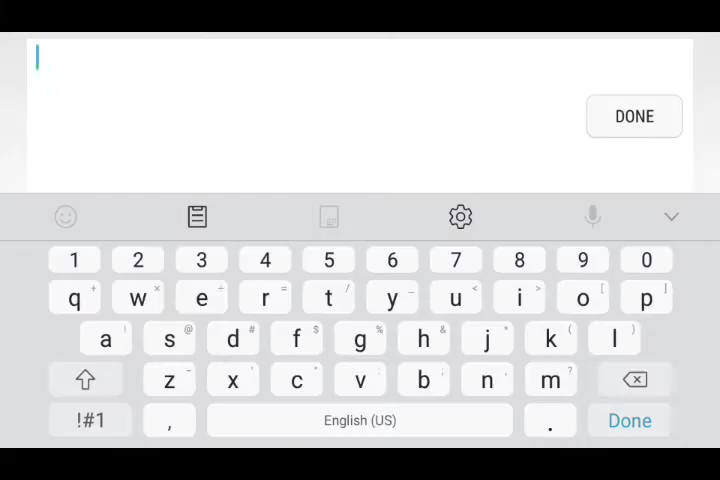 DONE
1 2 3 4 5 6 7 8 9 0
q + w × e ÷ r = t / y _ u < i > o [ p ]
a ! s @ d # f $ g % h & j * k ( l )
z - x ' c " v : b ; n , m ?
!#1 , English (US) . Done